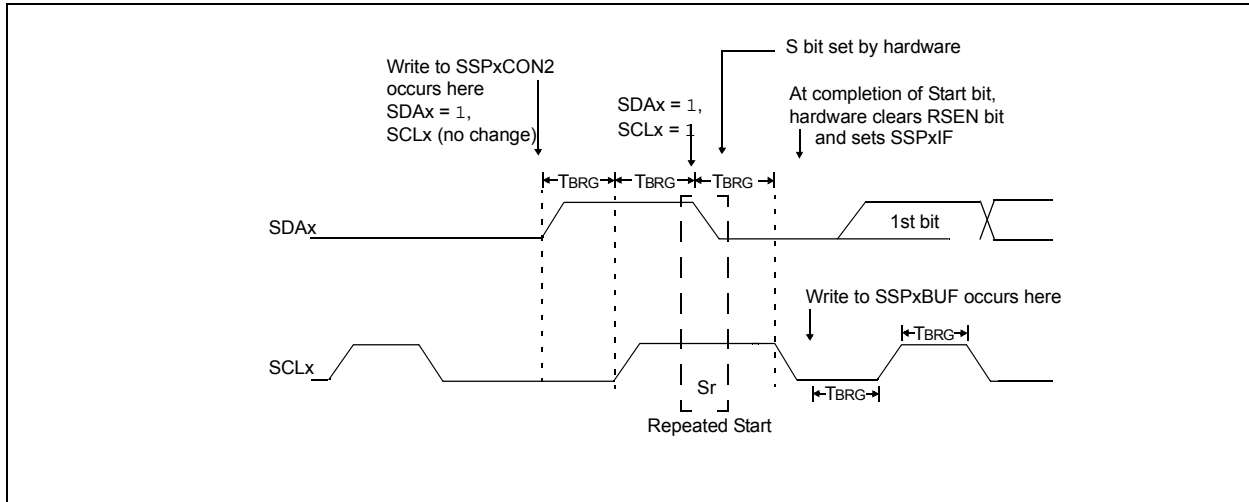 S bit set by hardware
Write to SSPxCON2
occurs here
SDAx = 1,
SCLx (no change)
SDAx = 1,
SCLx = 1
At completion of Start bit,
hardware clears RSEN bit
and sets SSPxIF
TBRG
TBRG
TBRG
SDAx
1st bit
Write to SSPxBUF occurs here
TBRG
SCLx
TBRG
Sr
Repeated Start